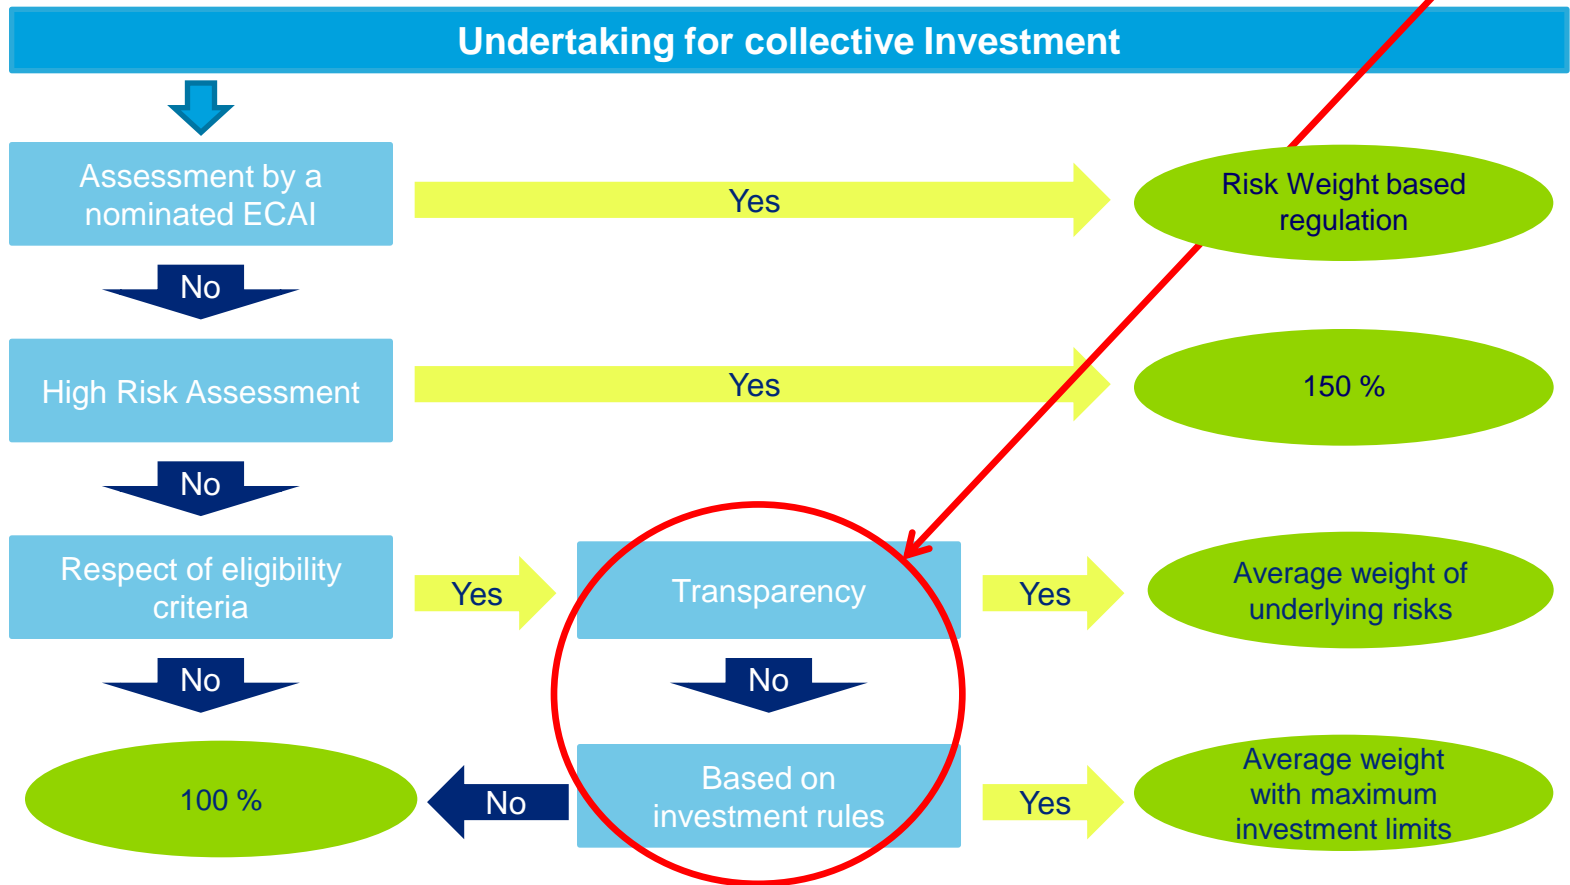 Undertaking for collective Investment
Assessment by a
nominated ECAI
Yes
Risk Weight based
regulation
No
High Risk Assessment
Yes
150 %
No
Respect of eligibility
criteria
Yes
Transparency
Yes
Average weight of
underlying risks
No
No
100 %
No
Based on
investment rules
Yes
Average weight
with maximum
investment limits